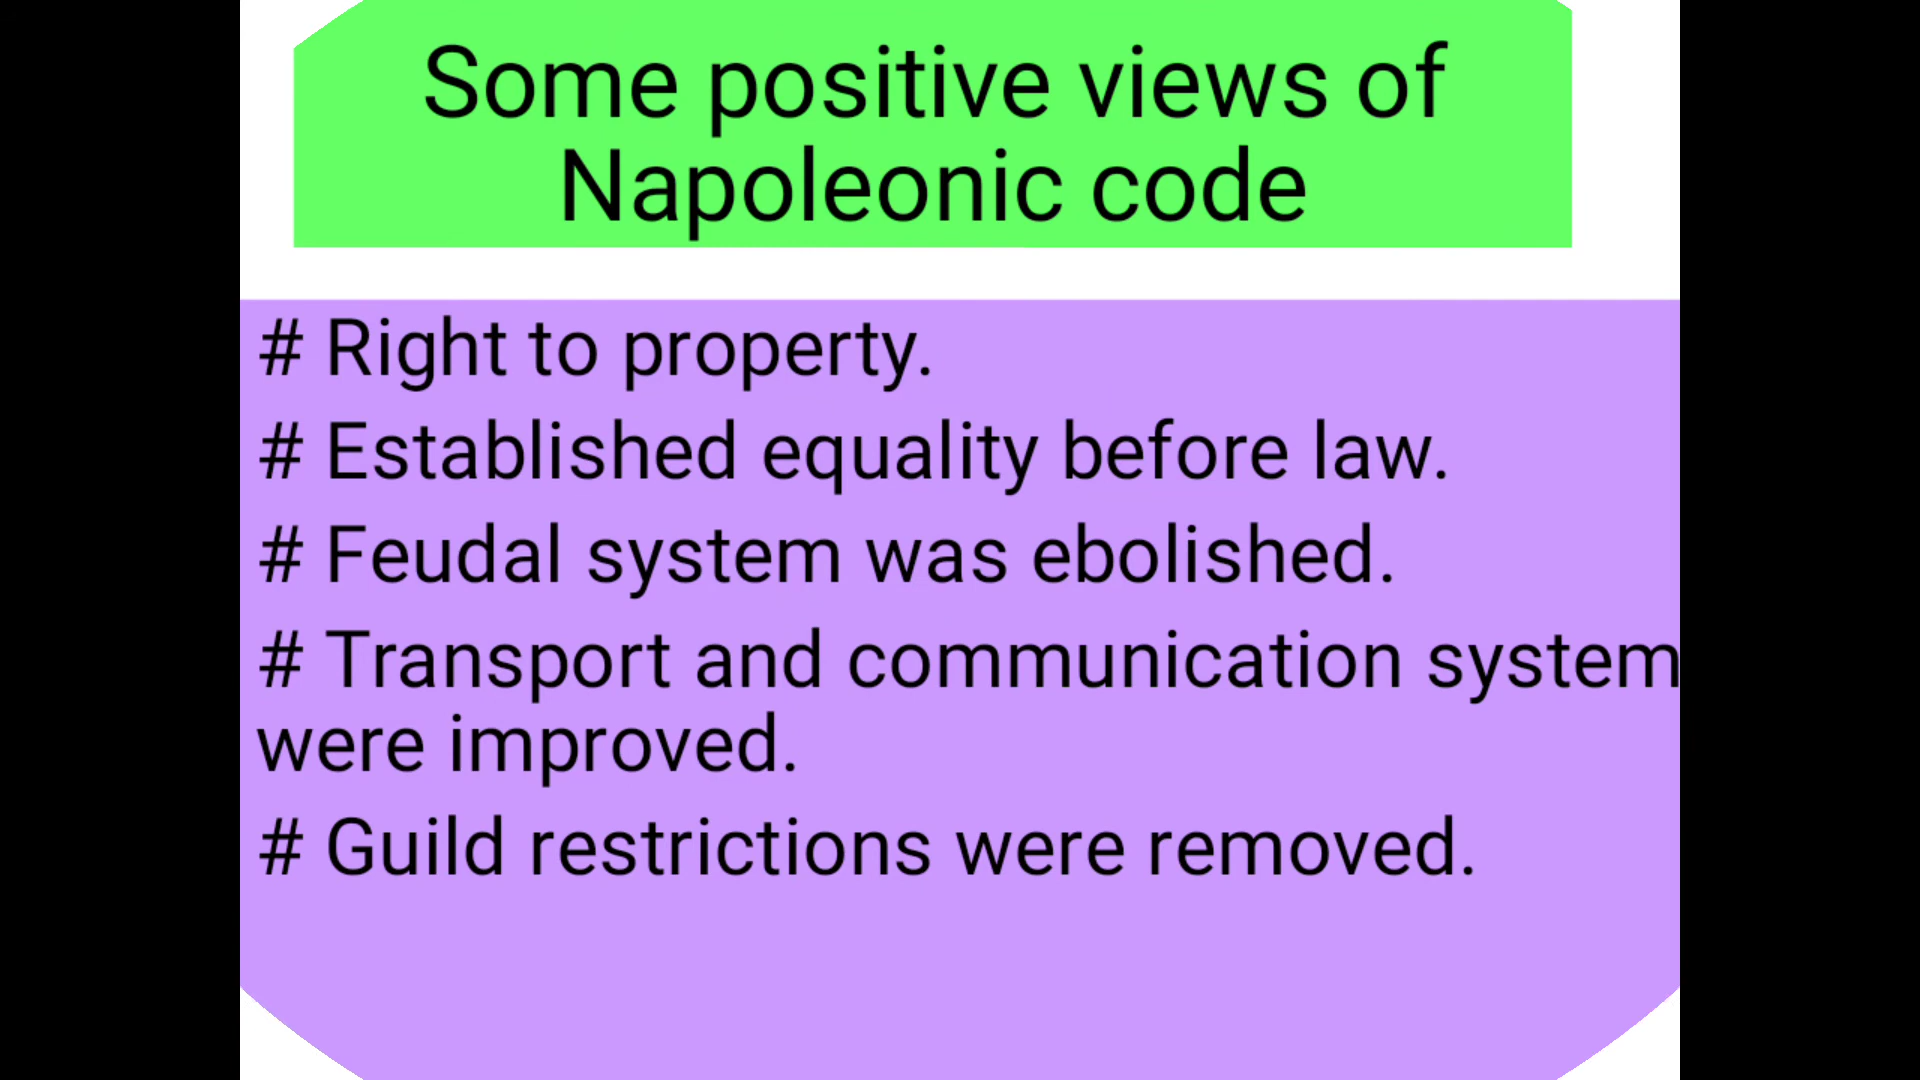 Some positive views of
Napoleonic code
# Right to property.
# Established equality before law.
# Feudal system was ebolished.
# Transport and communication system
were improved.
# Guild restrictions were removed.